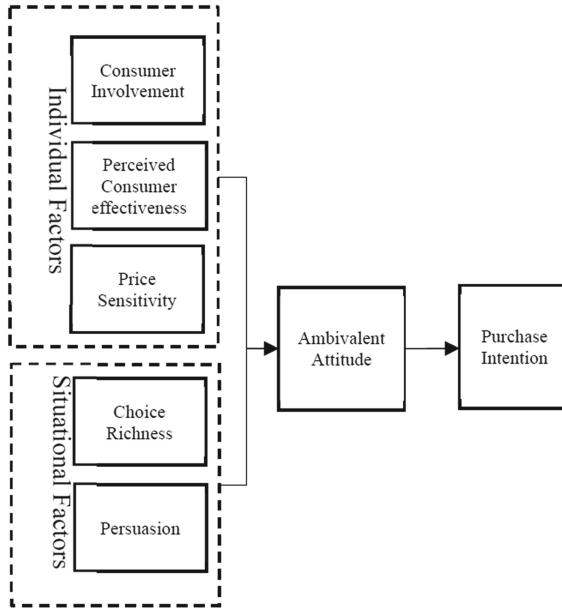 Individual Factors
Consumer
Involvement
Perceived
Consumer
effectiveness
Price
Sensitivity
Situational Factors
Choice
Richness
Persuasion
Ambivalent
Attitude
Purchase
Intention